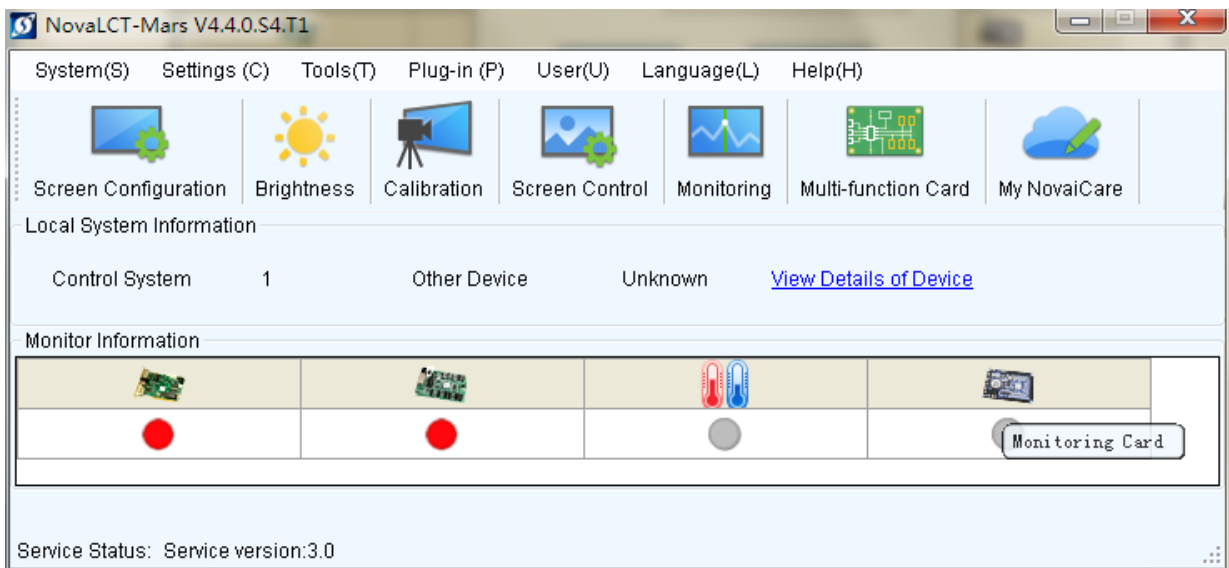 NovaLCT-Mars V4.4.0.S4.T1
System(S) Settings (C) Tools(T) Plug-in (P) User(U) Language(L) Help(H)
Screen Configuration Brightness Calibration Screen Control Monitoring Multi-function Card My NovaiCare
Local System Information
Control System 1 Other Device Unknown View Details of Device
Monitor Information
Monitoring Card
Service Status: Service version:3.0